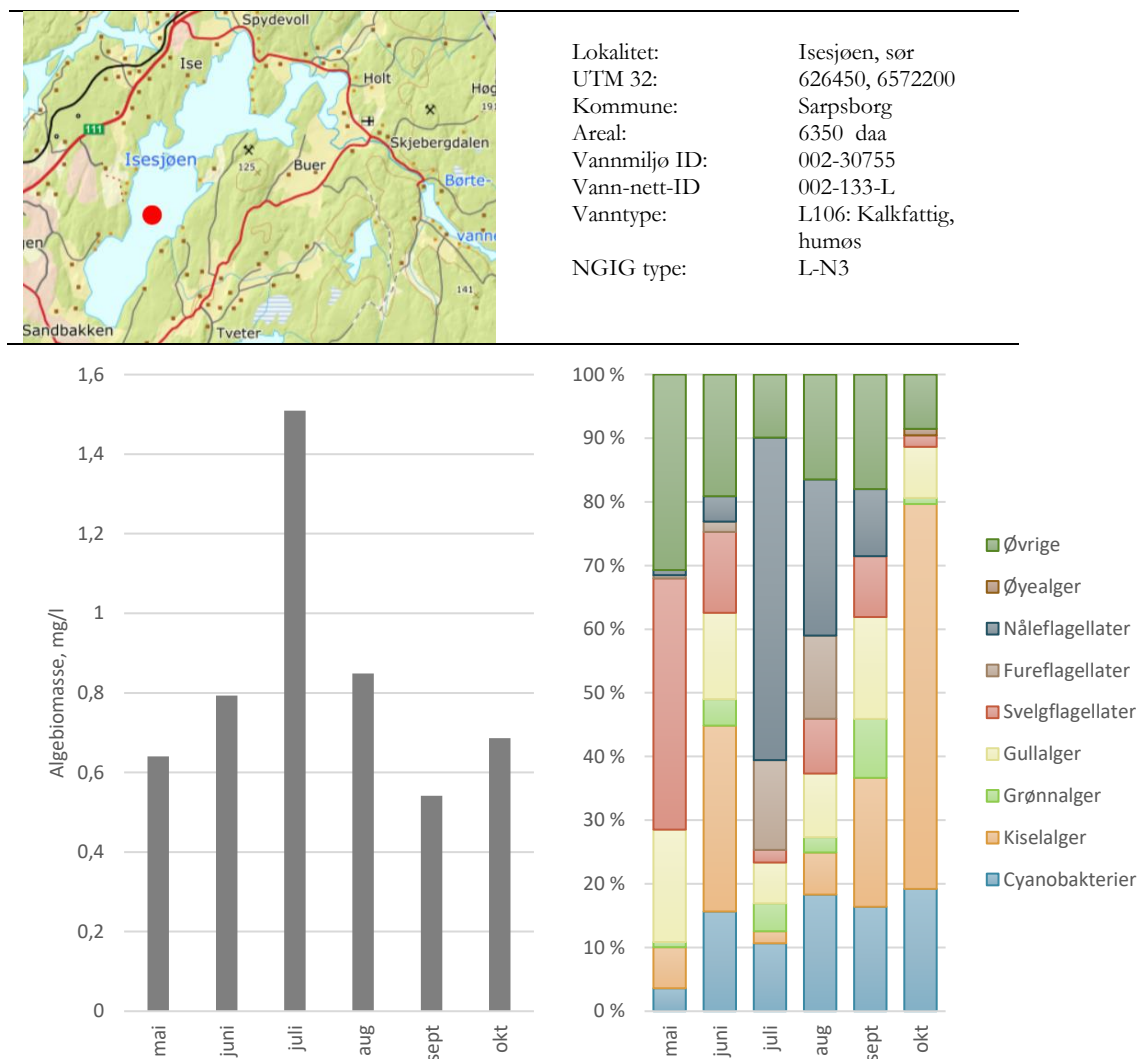 Spydevoll
Ise
Holt
Høg
191
111
Skjebergdalen
Isesjøen
125
Buer
Børte-
vanne
en
141
Sandbakken
Tveter
Lokalitet: Isesjøen, sør
UTM 32: 626450, 6572200
Kommune: Sarpsborg
Areal: 6350 daa
Vannmiljø ID: 002-30755
Vann-nett-ID 002-133-L
Vanntype: L106: Kalkfattig,
humøs
NGIG type: L-N3
1,6
1,4
1,2
1
0,8
0,6
0,4
0,2
0
Algebiomasse, mg/l
mai
juni
juli
aug
sept
okt
100 %
90 %
80 %
70 %
60 %
50 %
40 %
30 %
20 %
10 %
0 %
mai
juni
juli
aug
sept
okt
Øvrige
Øyealger
Nåleflagellater
Fureflagellater
Svelgflagellater
Gullalger
Grønnalger
Kiselalger
Cyanobakterier